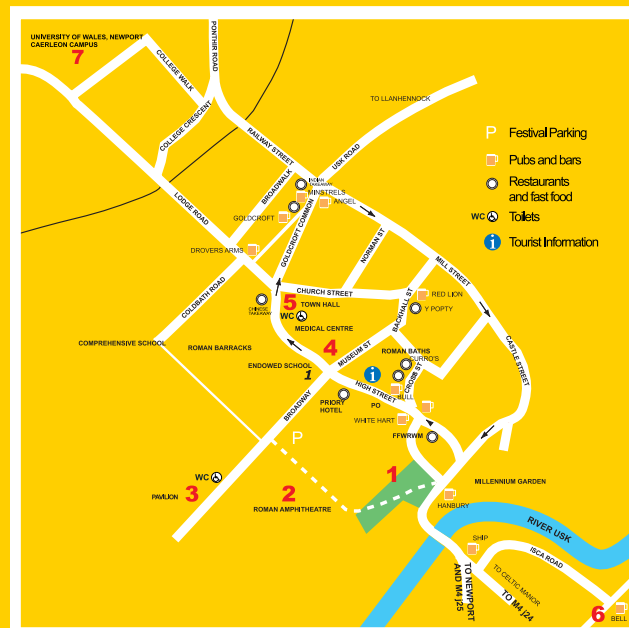 UNIVERSITY OF WALES, NEWPORT
CAERLEON CAMPUS
7
COLLEGE WALK
PONTHIR ROAD
COLLEGE CRESCENT
RAILWAY STREET
TO LLANHENNOCK
USK ROAD
P Festival Parking
Pubs and bars
Restaurants
and fast food
WC Toilets
i Tourist Information
LODGE ROAD
BROADWALK
INDIAN
TAKEAWAY
MINSTRELS
ANGEL
GOLDCROFT
GOLDCROFT COMMON
NORMAN ST
MILL STREET
DROVERS ARMS
COLDBATH ROAD
CHURCH STREET
5
TOWN HALL
WC
CHINESE
TAKEAWAY
MEDICAL CENTRE
BACKHALL ST
RED LION
Y POPTY
CASTLE STREET
COMPREHENSIVE SCHOOL
ROMAN BARRACKS
4
MUSEUM ST
ROMAN BATHS
CURRO'S
ENDOWED SCHOOL
1
i
CROSS ST
HIGH STREET
BULL
PRIORY
HOTEL
PO
BROADWAY
WHITE HART
FFWRWM
P
WC
PAVILION
3
2
ROMAN AMPHITHEATRE
1
MILLENNIUM GARDEN
HANBURY
RIVER USK
SHIP
ISCA ROAD
TO NEWPORT
AND M4 j25
TO CELTIC MANOR
TO M4 j24
6
BELL